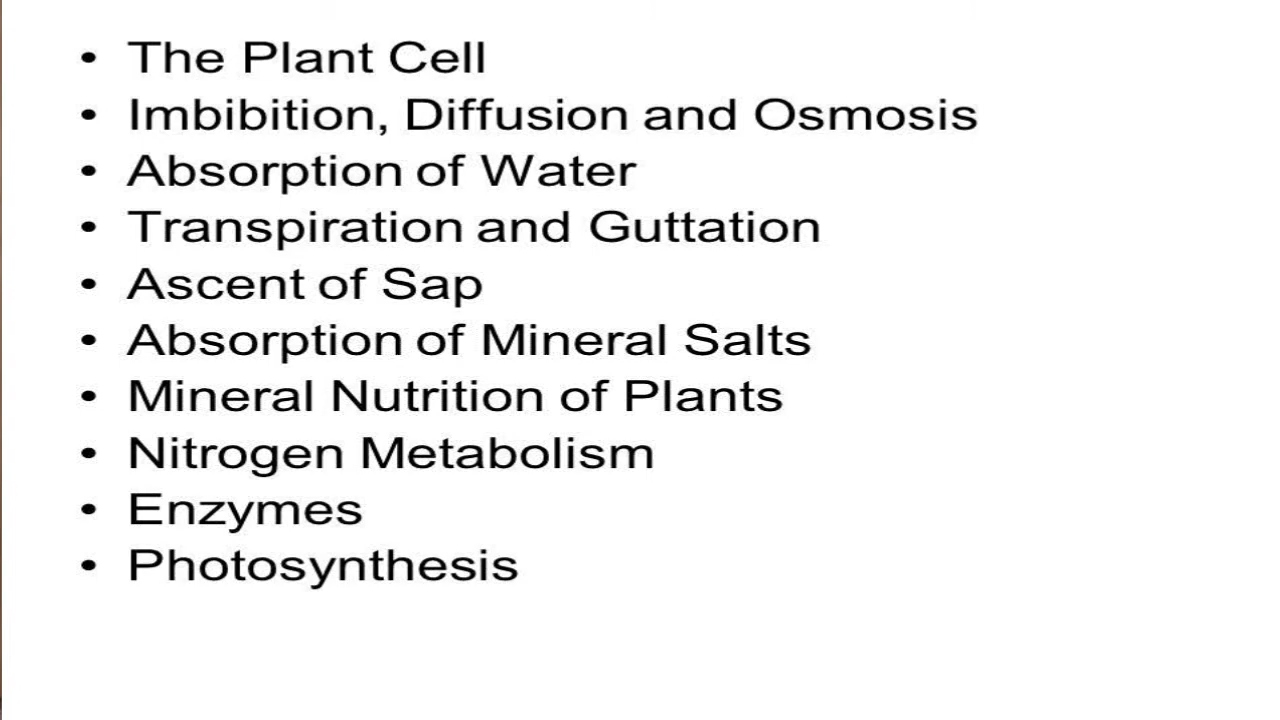 • The Plant Cell
• Imbibition, Diffusion and Osmosis
• Absorption of Water
• Transpiration and Guttation
• Ascent of Sap
• Absorption of Mineral Salts
• Mineral Nutrition of Plants
• Nitrogen Metabolism
• Enzymes
• Photosynthesis